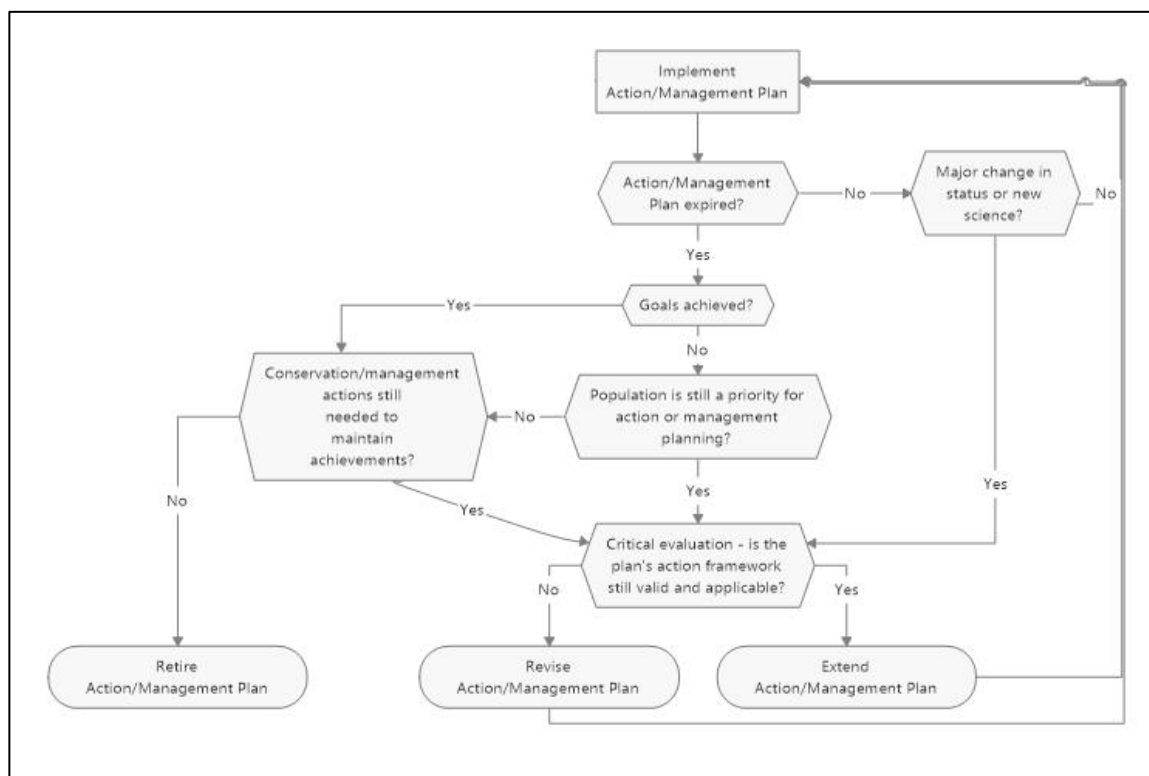 Implement
Action/Management Plan
Action/Management
Plan expired?
No
Major change in
status or new
science?
No
Yes
Goals achieved?
Yes
No
Conservation/management
actions still
needed to
maintain
achievements?
No
Population is still a priority for
action or management
planning?
Yes
No
Yes
Yes
Critical evaluation - is the
plan's action framework
still valid and applicable?
No
Yes
Retire
Action/Management Plan
Revise
Action/Management Plan
Extend
Action/Management Plan